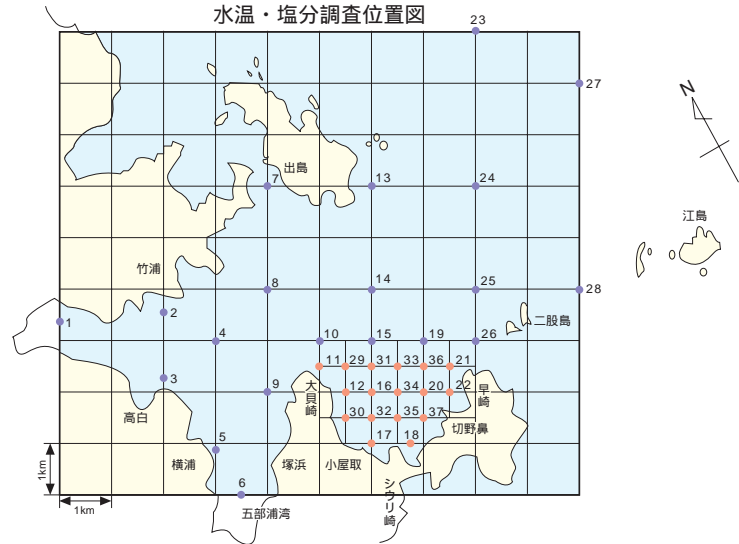 水温・塩分調査位置図
23
27
N
出島
7
13
24
江島
竹浦
8
14
25
28
1
2
二股島
4
10
15
19
26
11
29
31
33
36
21
3
9
大貝崎
12
16
34
20
22
早崎
高白
30
32
35
37
切野鼻
5
17
18
横浦
塚浜
小屋取
1km
6
シウリ崎
1km
五部浦湾